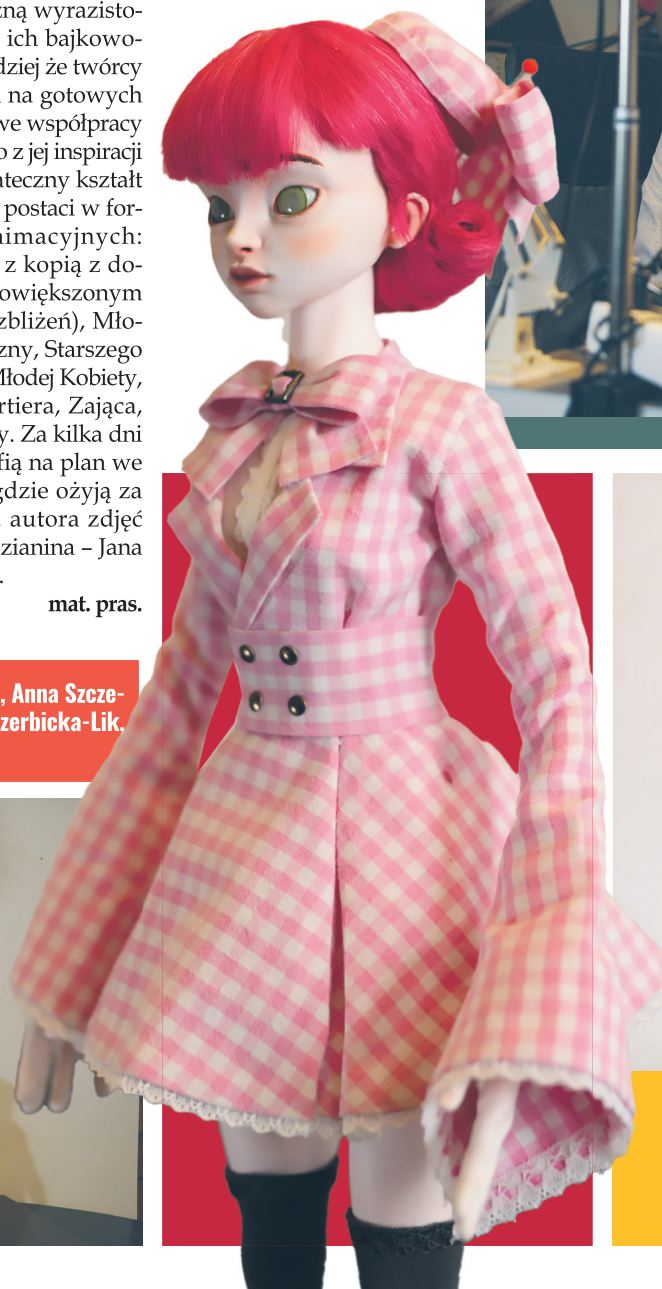 zną wyrazisto-
ich bajkowo-
dziej że twórcy
na gotowych
we współpracy
o z jej inspiracji
ateczny kształt
postaci w for-
nimacyjnych:
z kopią z do-
owiększonym
zbliżeń), Mło-
zny, Starszego
Młodej Kobiety,
rtiera, Zająca,
y. Za kilka dni
fią na plan we
gdzie ożyją za
autora zdjęć
zianina – Jana
.
mat. pras.
, Anna Szcze-
zerbicka-Lik.